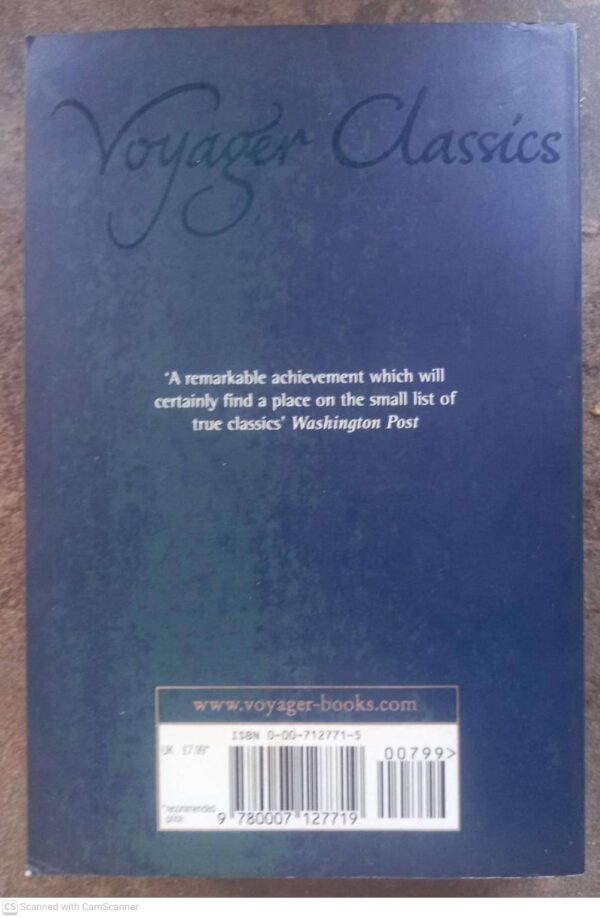 Voyager Classics
'A remarkable achievement which will
certainly find a place on the small list of
true classics' Washington Post
www.voyager-books.com
ISBN 0-00-712771-5
UK £7.99*
00799>
*recommended
price
9 780007 127719
CS Scanned with CamScanner